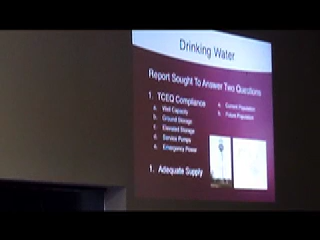 Drinking Water
Report Sought To Answer Two Questions
1. TCEQ Compliance
a. Well Capacity
b. Ground Storage
c. Elevated Storage
d. Service Pumps
e. Emergency Power
a. Current Population
b. Future Population
1. Adequate Supply